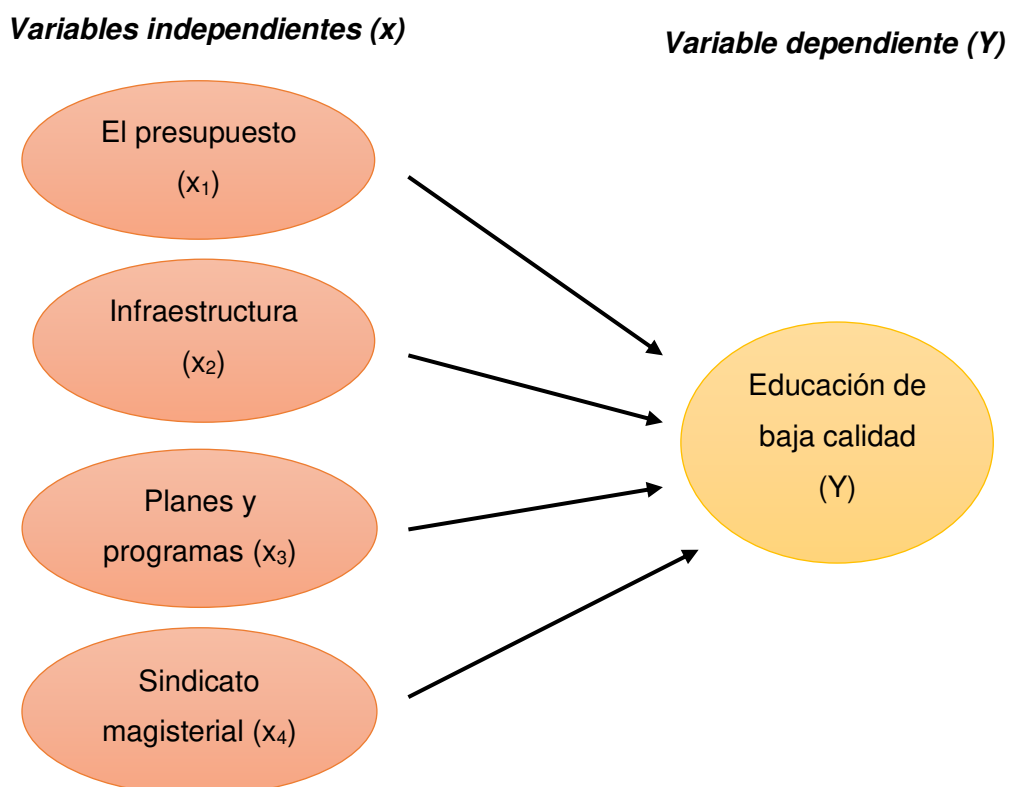 Variables independientes (x)
Variable dependiente (Y)
El presupuesto
(x₁)
Infraestructura
(x₂)
Planes y
programas (x₃)
Sindicato
magisterial (x₄)
Educación de
baja calidad
(Y)